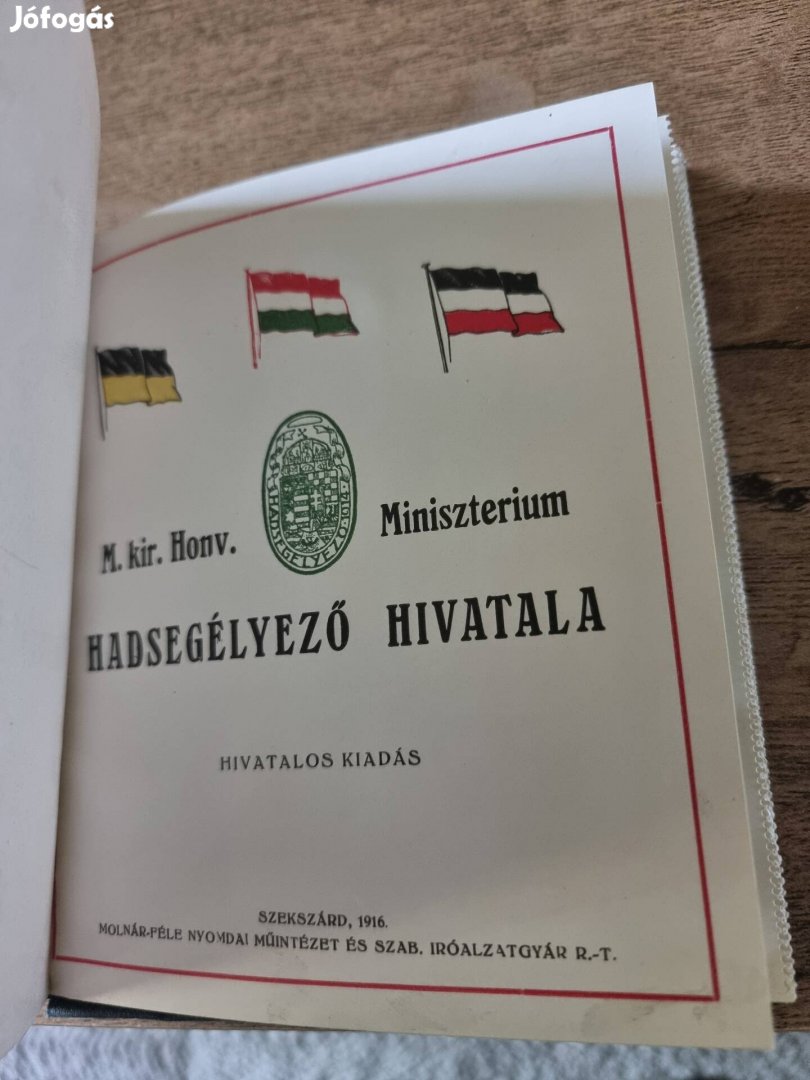 Jófogás
HADSEGÉLYEZŐ 1914
M. kir. Honv. Miniszterium
HADSEGÉLYEZŐ HIVATALA
HIVATALOS KIADÁS
SZEKSZÁRD, 1916.
MOLNÁR-FÉLE NYOMDAI MŰINTÉZET ÉS SZAB. IRÓALZATGYÁR R.-T.